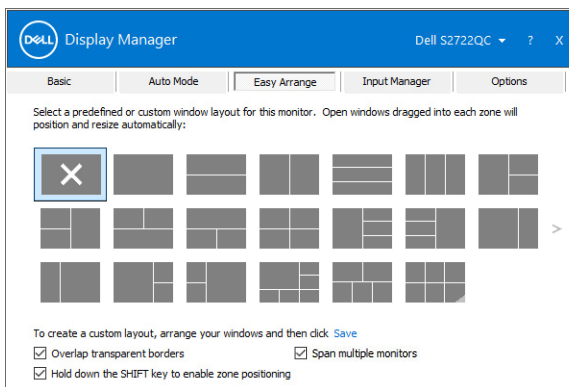 DELL Display Manager Dell S2722QC ? X
Basic Auto Mode Easy Arrange Input Manager Options
Select a predefined or custom window layout for this monitor. Open windows dragged into each zone will
position and resize automatically:
>
To create a custom layout, arrange your windows and then click Save
Overlap transparent borders Span multiple monitors
Hold down the SHIFT key to enable zone positioning